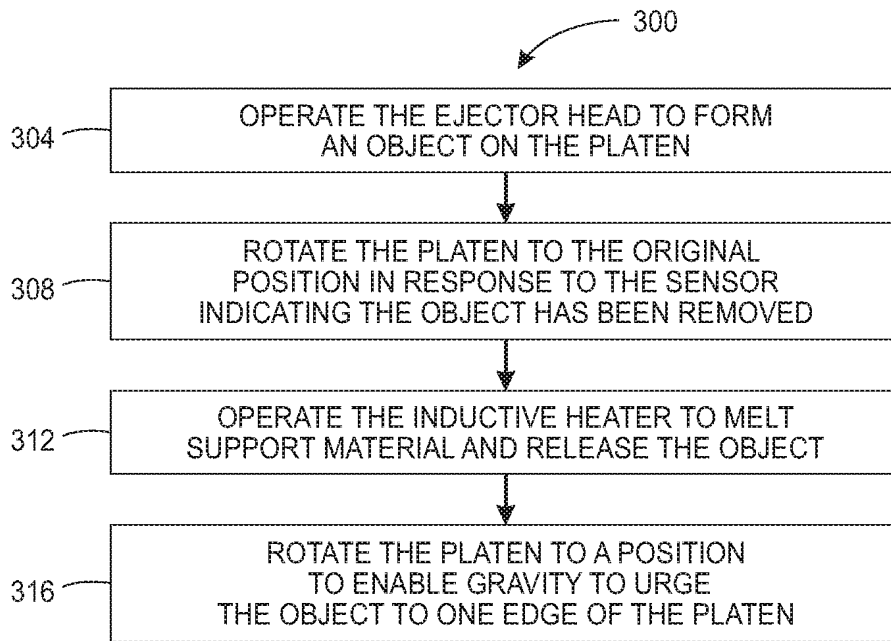 300
304
OPERATE THE EJECTOR HEAD TO FORM
AN OBJECT ON THE PLATEN
308
ROTATE THE PLATEN TO THE ORIGINAL
POSITION IN RESPONSE TO THE SENSOR
INDICATING THE OBJECT HAS BEEN REMOVED
312
OPERATE THE INDUCTIVE HEATER TO MELT
SUPPORT MATERIAL AND RELEASE THE OBJECT
316
ROTATE THE PLATEN TO A POSITION
TO ENABLE GRAVITY TO URGE
THE OBJECT TO ONE EDGE OF THE PLATEN